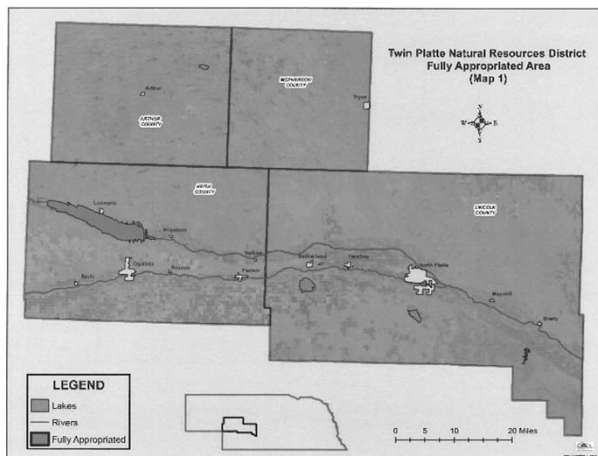 Twin Platte Natural Resources District
Fully Appropriated Area
(Map 1)
N
W
E
S
MCPHERSON
COUNTY
Arthur
Tryon
ARTHUR
COUNTY
KEITH
COUNTY
LINCOLN
COUNTY
Lemoyne
Keystone
Sutherland
Hershey
North Platte
Ogallala
Roscoe
Paxton
Brule
Maxwell
Brady
LEGEND
Lakes
Rivers
Fully Appropriated
0 5 10 20 Miles